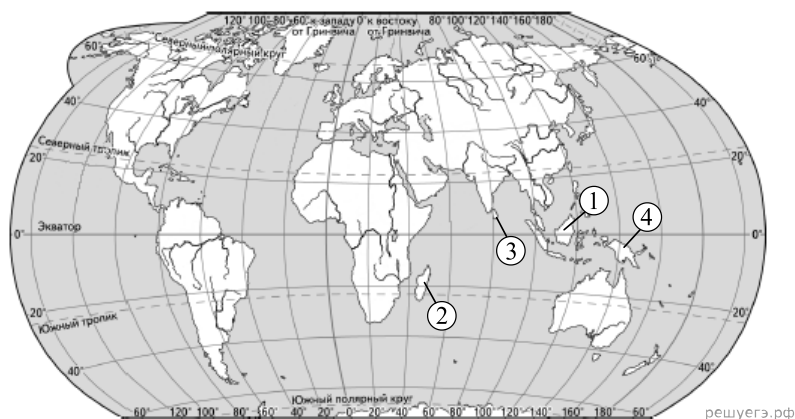 120° 100° 80° 60° к западу 0° к востоку 80° 100° 120° 140° 160° 180°
от Гринвича от Гринвича
60° Северный полярный круг 60°
40° 40°
Северный тропик
20° 20°
1
4
Экватор
0° 0°
3
2
20° 20°
Южный тропик
40° 40°
Южный полярный круг
60° 120° 100° 80° 60° 40° 20° 0° 20° 40° 60° 80° 100° 120° 140° 160° 180° 60°
решуегэ.рф